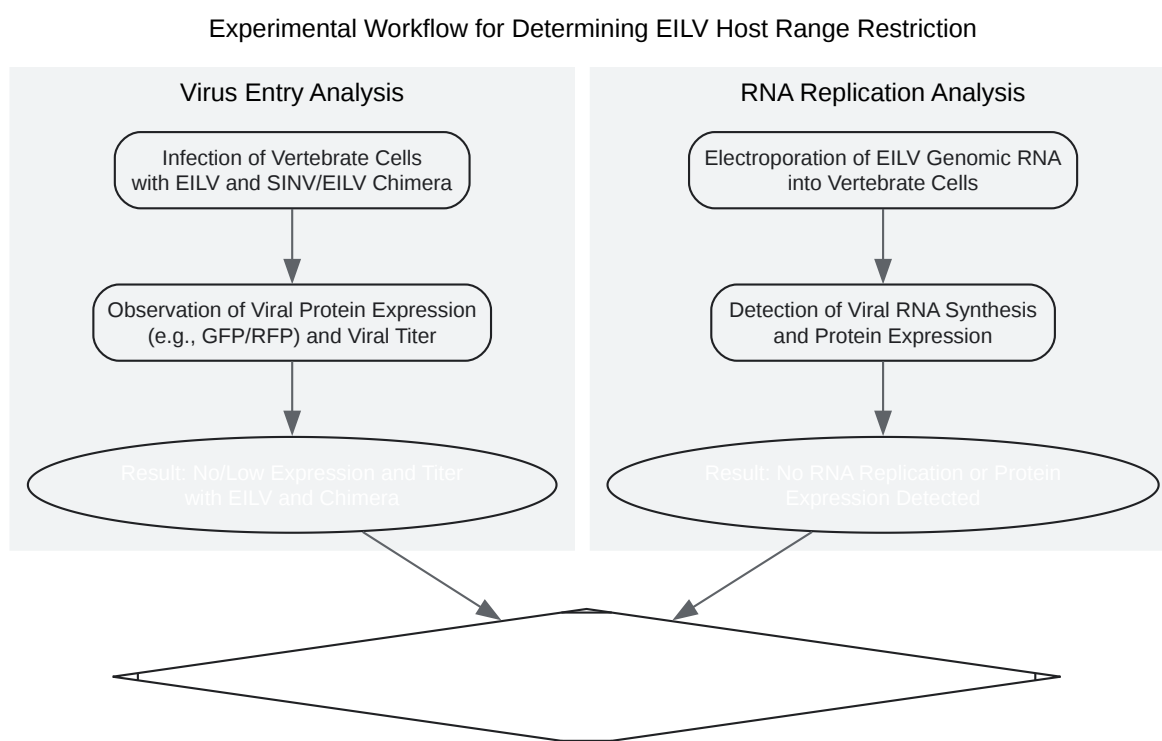 Experimental Workflow for Determining EILV Host Range Restriction
Virus Entry Analysis
Infection of Vertebrate Cells
with EILV and SINV/EILV Chimera
Observation of Viral Protein Expression
(e.g., GFP/RFP) and Viral Titer
Result: No/Low Expression and Titer
with EILV and Chimera
RNA Replication Analysis
Electroporation of EILV Genomic RNA
into Vertebrate Cells
Detection of Viral RNA Synthesis
and Protein Expression
Result: No RNA Replication or Protein
Expression Detected